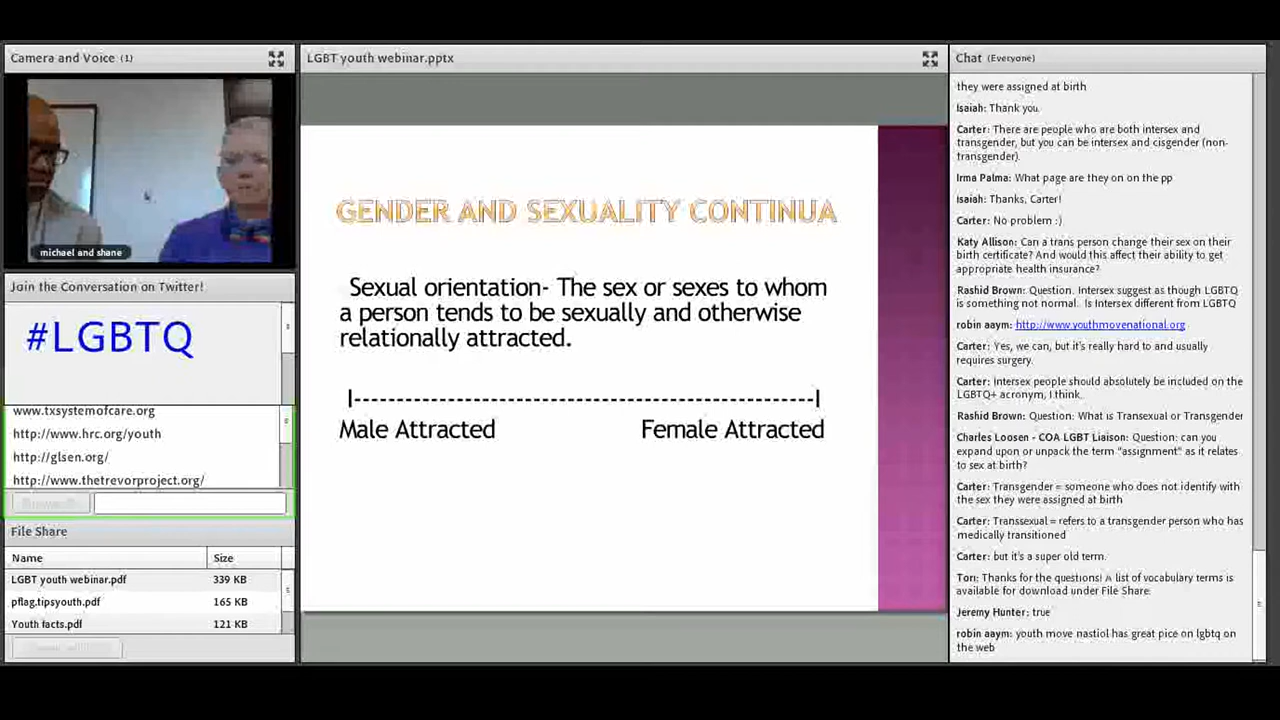 Camera and Voice (1)
michael and shane
Join the Conversation on Twitter!
#LGBTQ
www.txsystemofcare.org
http://www.hrc.org/youth
http://glsen.org/
http://www.thetrevorproject.org/
File Share
Name Size
LGBT youth webinar.pdf 339 KB
pflag.tipsyouth.pdf 165 KB
Youth facts.pdf 121 KB
LGBT youth webinar.pptx
GENDER AND SEXUALITY CONTINUA
Sexual orientation- The sex or sexes to whom
a person tends to be sexually and otherwise
relationally attracted.
|------------------------------------------------------|
Male Attracted Female Attracted
Chat (Everyone)
they were assigned at birth
Isaiah: Thank you.
Carter: There are people who are both intersex and
transgender, but you can be intersex and cisgender (non-
transgender).
Irma Palma: What page are they on on the pp
Isaiah: Thanks, Carter!
Carter: No problem :)
Katy Allison: Can a trans person change their sex on their
birth certificate? And would this affect their ability to get
appropriate health insurance?
Rashid Brown: Question. Intersex suggest as though LGBTQ
is something not normal. Is Intersex different from LGBTQ
robin aaym: http://www.youthmovenational.org
Carter: Yes, we can, but it's really hard to and usually
requires surgery.
Carter: Intersex people should absolutely be included on the
LGBTQ+ acronym, I think.
Rashid Brown: Question: What is Transexual or Transgender
Charles Loosen - COA LGBT Liaison: Question: can you
expand upon or unpack the term "assignment" as it relates
to sex at birth?
Carter: Transgender = someone who does not identify with
the sex they were assigned at birth
Carter: Transsexual = refers to a transgender person who has
medically transitioned
Carter: but it's a super old term.
Tori: Thanks for the questions! A list of vocabulary terms is
available for download under File Share.
Jeremy Hunter: true
robin aaym: youth move nastiol has great pice on lgbtq on
the web